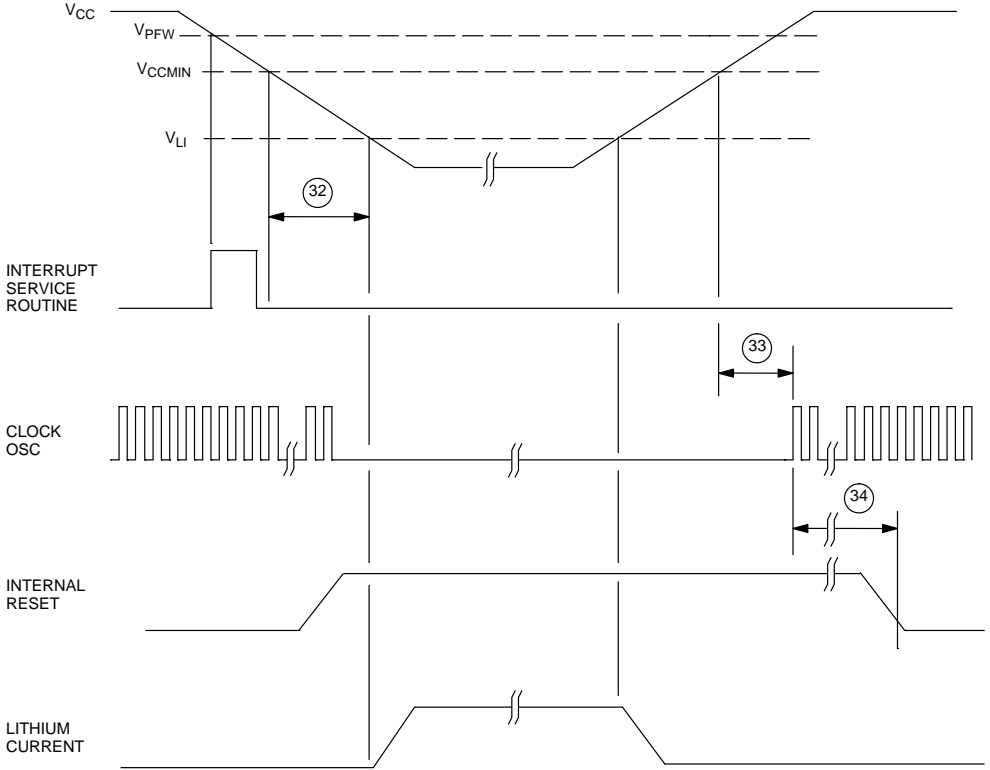 VCC
VPFW
VCCMIN
VLI
32
INTERRUPT
SERVICE
ROUTINE
33
CLOCK
OSC
34
INTERNAL
RESET
LITHIUM
CURRENT